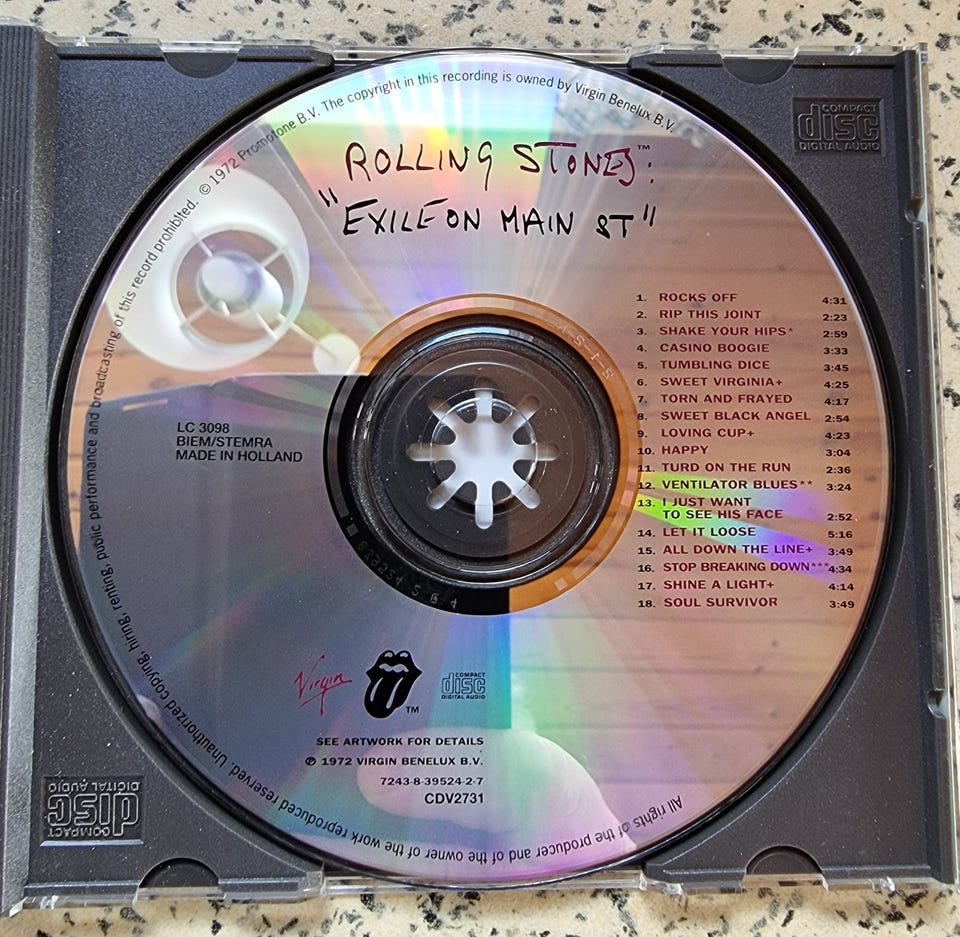 © 1972 Promotone B.V. The copyright in this recording is owned by Virgin Benelux B.V.
ROLLING STONES™:
"EXILE ON MAIN ST"
COMPACT
disc
DIGITAL AUDIO
1. ROCKS OFF 4:31
2. RIP THIS JOINT 2:23
3. SHAKE YOUR HIPS* 2:59
4. CASINO BOOGIE 3:33
5. TUMBLING DICE 3:45
6. SWEET VIRGINIA+ 4:25
7. TORN AND FRAYED 4:17
8. SWEET BLACK ANGEL 2:54
9. LOVING CUP+ 4:23
10. HAPPY 3:04
11. TURD ON THE RUN 2:36
12. VENTILATOR BLUES** 3:24
13. I JUST WANT
TO SEE HIS FACE 2:52
14. LET IT LOOSE 5:16
15. ALL DOWN THE LINE+ 3:49
16. STOP BREAKING DOWN*** 4:34
17. SHINE A LIGHT+ 4:14
18. SOUL SURVIVOR 3:49
LC 3098
BIEM/STEMRA
MADE IN HOLLAND
Virgin
TM
COMPACT
disc
DIGITAL AUDIO
SEE ARTWORK FOR DETAILS
℗ 1972 VIRGIN BENELUX B.V.
7243-8-39524-2-7
CDV2731
All rights of the producer and of the owner of the work reproduced reserved. Unauthorized copying, hiring, renting, public performance and broadcasting of this record prohibited.
COMPACT
disc
DIGITAL AUDIO